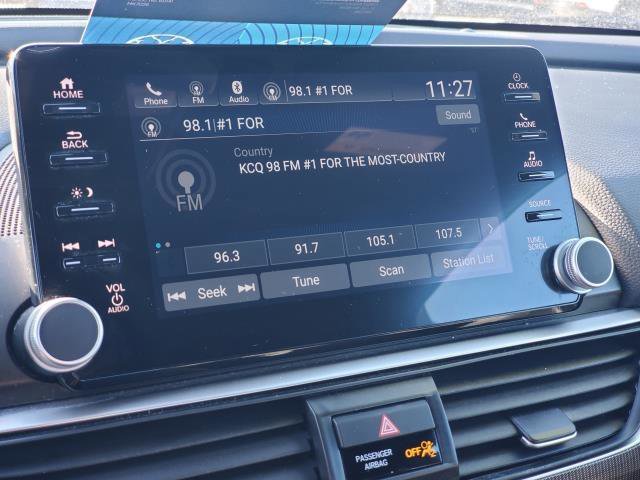 HOME
BACK
VOL
AUDIO
Phone
FM
Audio
98.1 #1 FOR
11:27
98.1 #1 FOR
Sound
Country
KCQ 98 FM #1 FOR THE MOST-COUNTRY
FM
96.3
91.7
105.1
107.5
Seek
Tune
Scan
Station List
CLOCK
PHONE
AUDIO
SOURCE
TUNE/
SCROLL
PASSENGER
AIRBAG
OFF